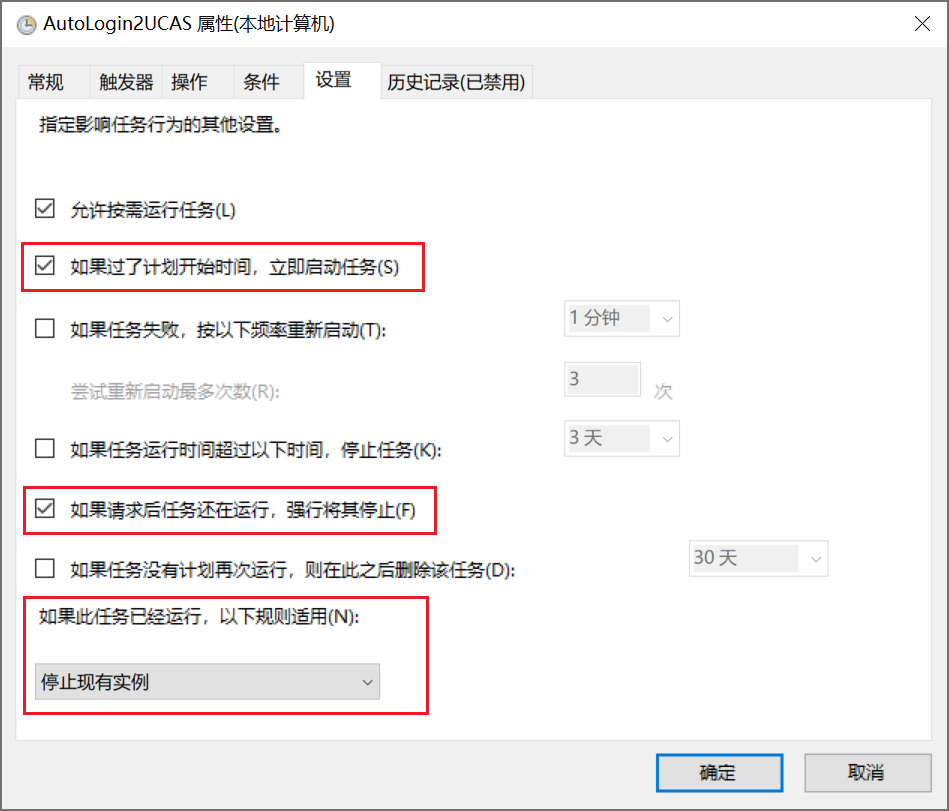 AutoLogin2UCAS 属性(本地计算机)
常规 触发器 操作 条件 设置 历史记录(已禁用)
指定影响任务行为的其他设置。
允许按需运行任务(L)
如果过了计划开始时间，立即启动任务(S)
如果任务失败，按以下频率重新启动(T): 1 分钟
尝试重新启动最多次数(R): 3 次
如果任务运行时间超过以下时间，停止任务(K): 3 天
如果请求后任务还在运行，强行将其停止(F)
如果任务没有计划再次运行，则在此之后删除该任务(D): 30 天
如果此任务已经运行，以下规则适用(N):
停止现有实例
确定 取消